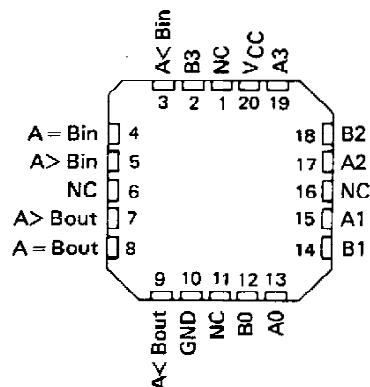 A< Bin
B3
NC
VCC
A3
3 2 1 20 19
A = Bin 4
A> Bin 5
NC 6
A> Bout 7
A = Bout 8
18 B2
17 A2
16 NC
15 A1
14 B1
9 10 11 12 13
A< Bout
GND
NC
B0
A0